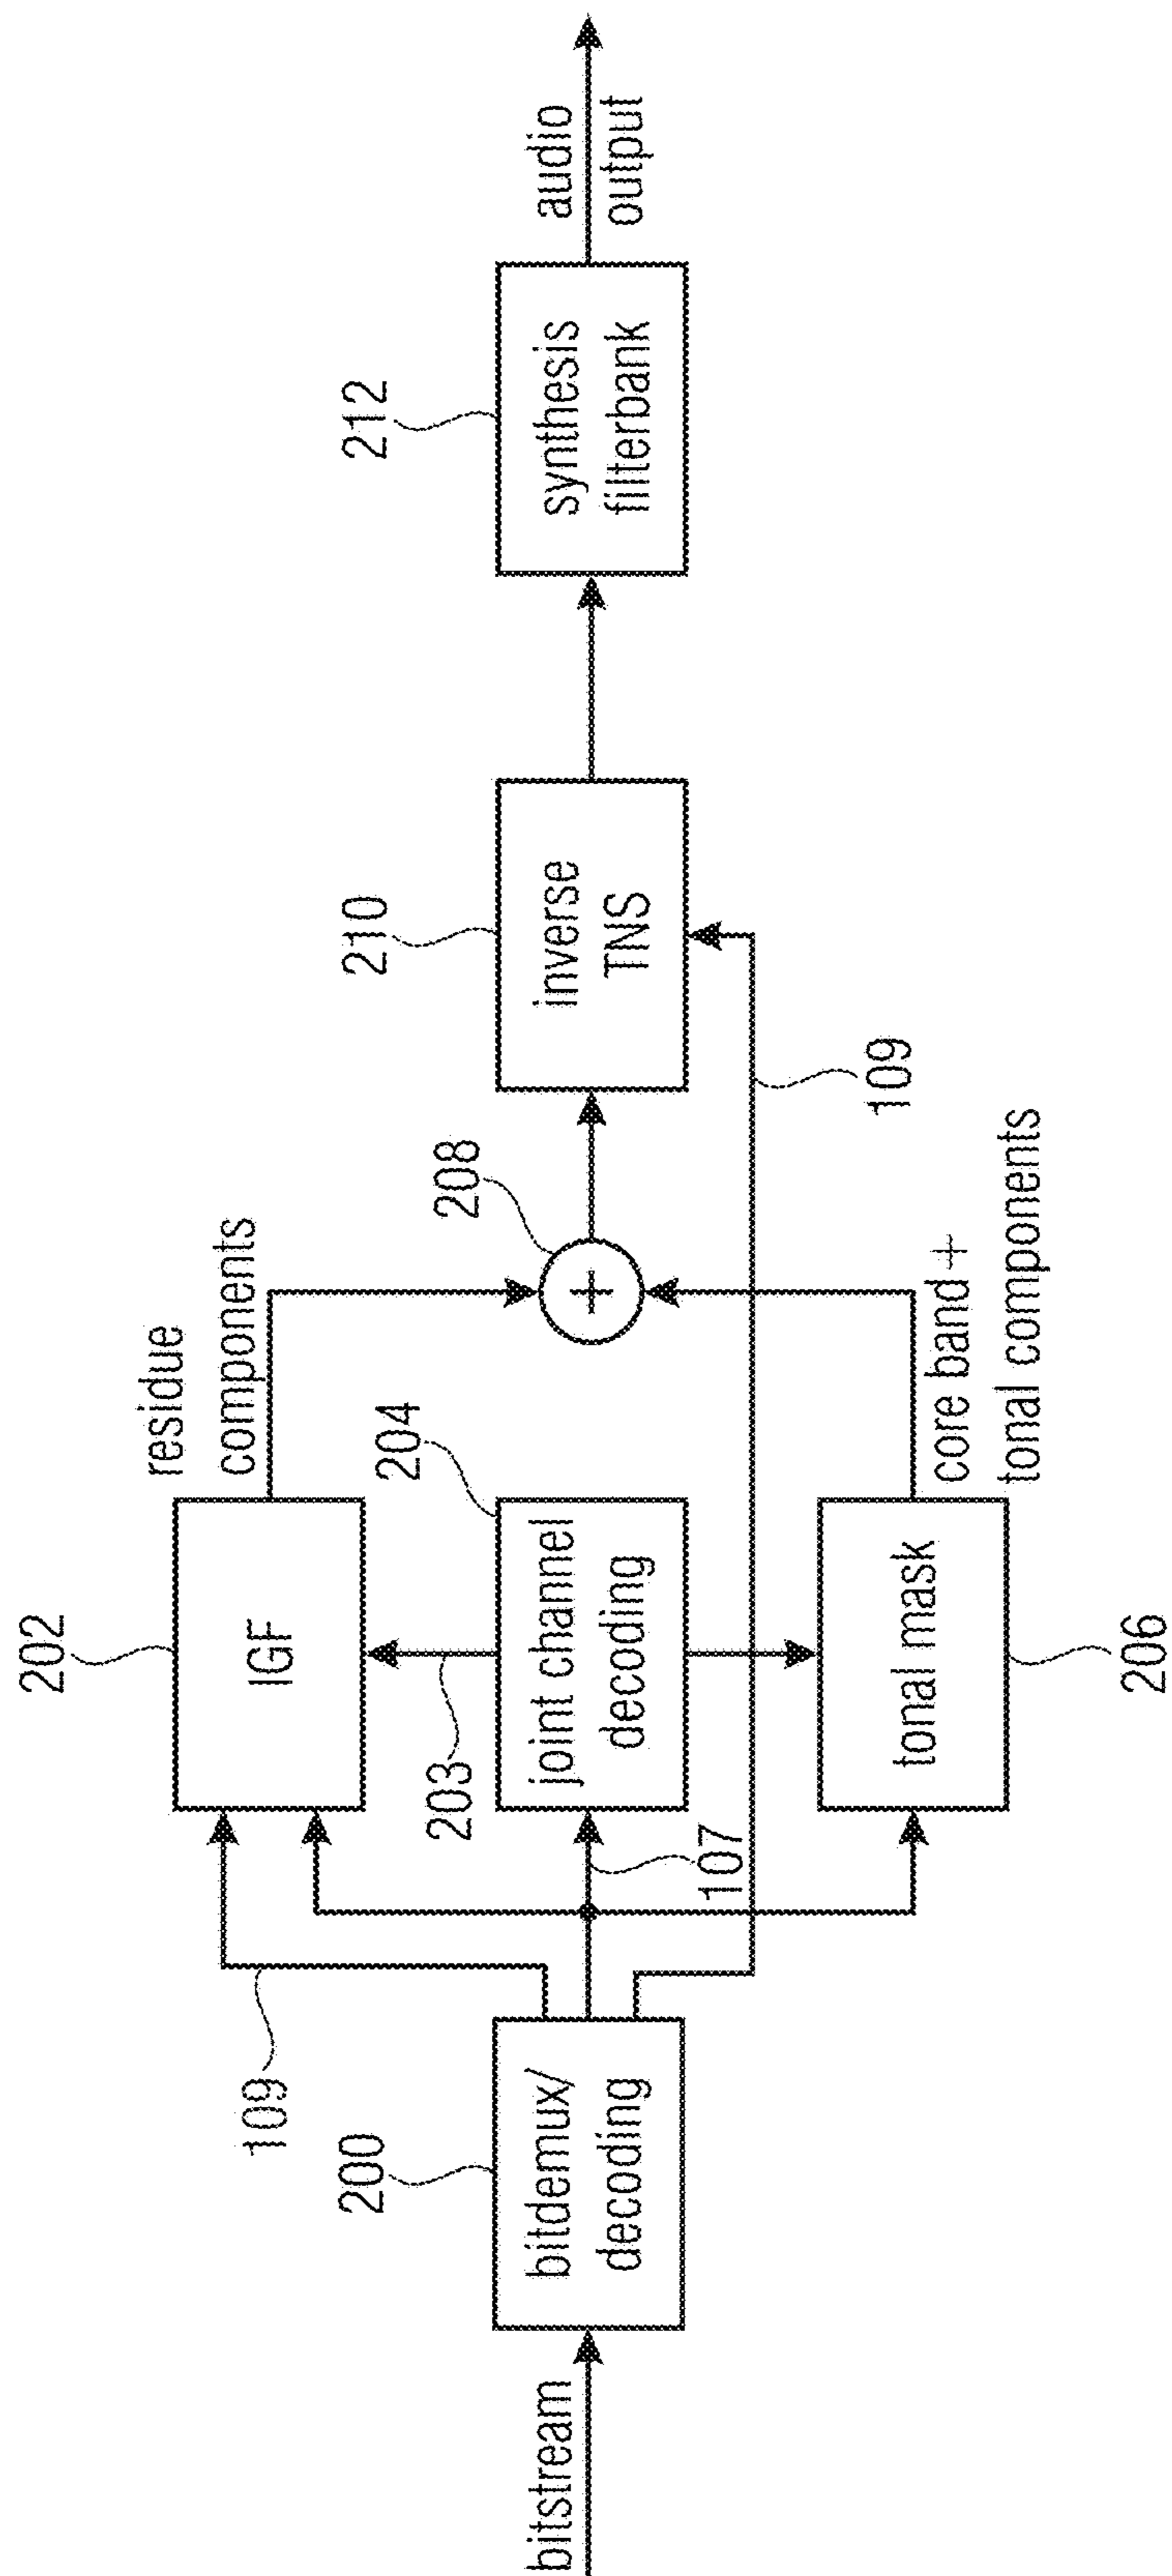 bitstream
200
bitdemux/
decoding
109
107
202
IGF
203
204
joint channel
decoding
206
tonal mask
residue
components
core band +
tonal components
208
+
109
210
inverse
TNS
212
synthesis
filterbank
audio
output